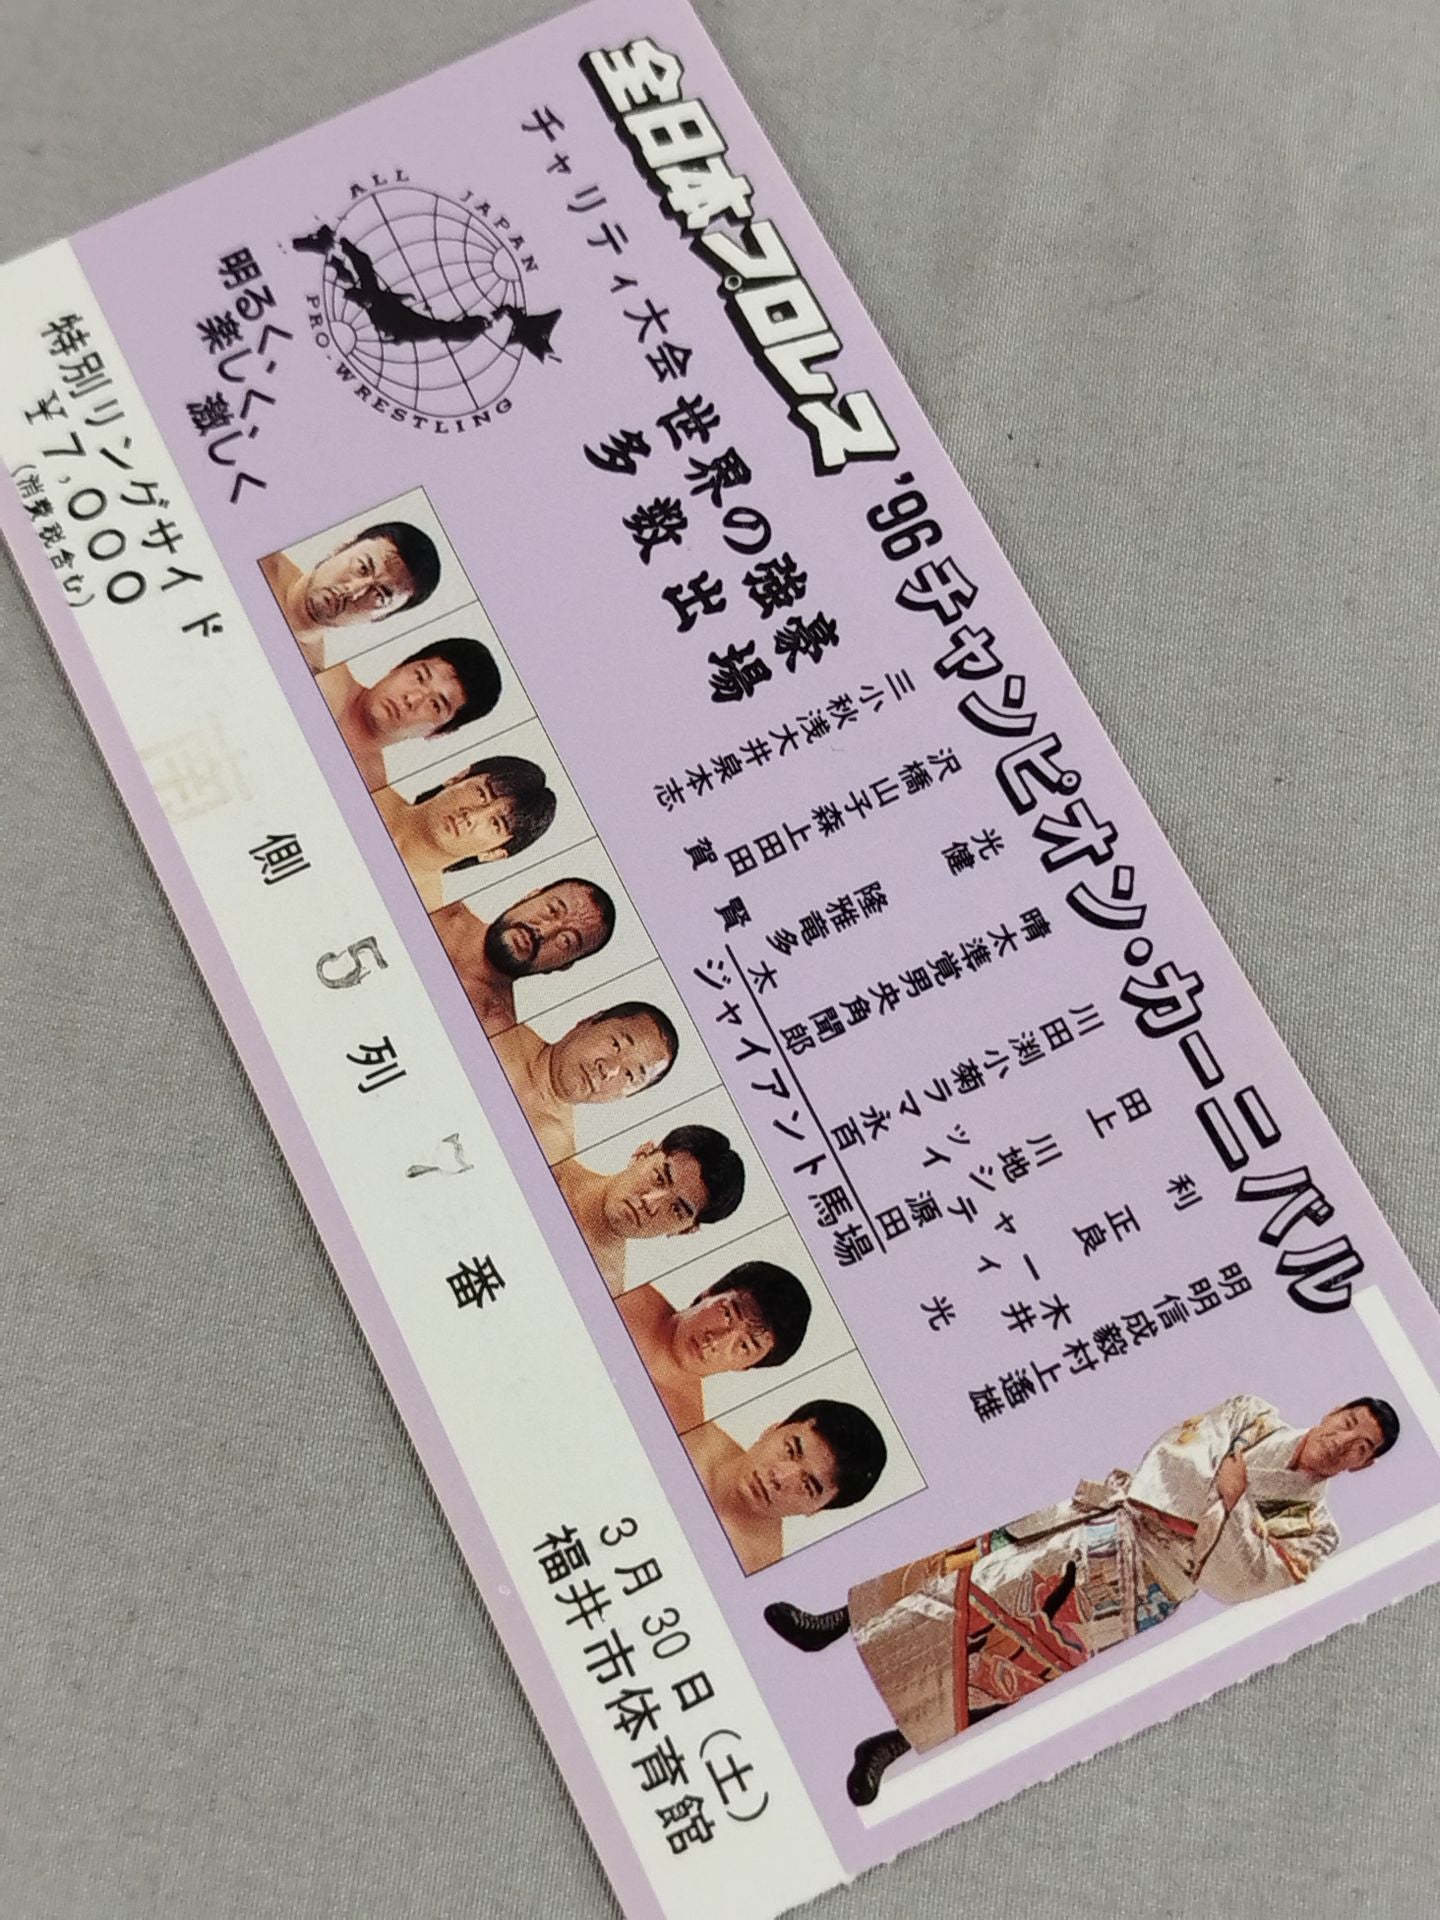 全日本プロレス
'96チャンピオン・カーニバル
チャリティ大会
世界の強豪
多数出場
ALL JAPAN
PRO-WRESTLING
明るく、
楽しく、
激しく
三沢光晴 川田利明
小橋健太 田上明
秋山準 渕正信
浅子覚 小川良成
大森隆男 菊地毅
井上雅央 ラッシャー木村
泉田竜角 マイティ井上
本田多聞 永源遙
志賀賢太郎 百田光雄
ジャイアント馬場
特別リングサイド
¥7,000
(消費税含む)
側 5 列 7 番
3月30日(土)
福井市体育館